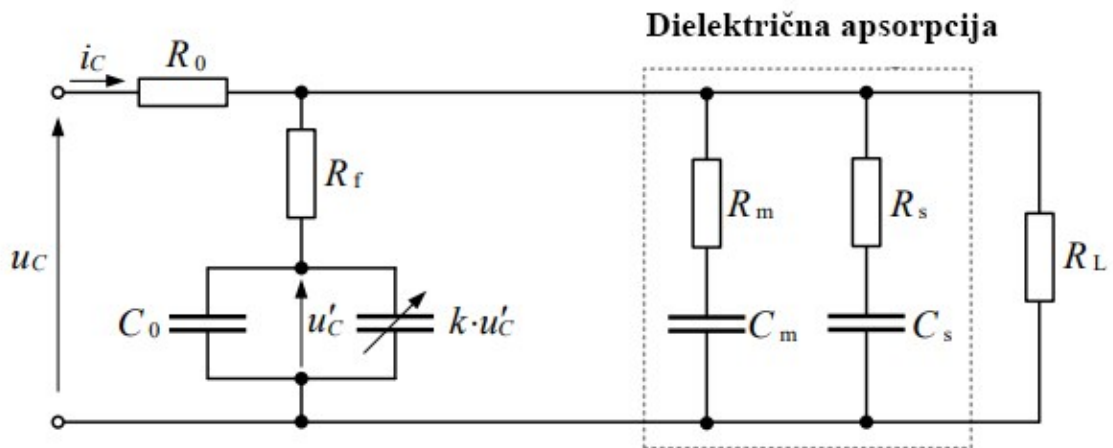 Dielektrična apsorpcija
i_C
R_0
R_f
R_m
R_s
u_C
R_L
C_0
u'_C
k·u'_C
C_m
C_s